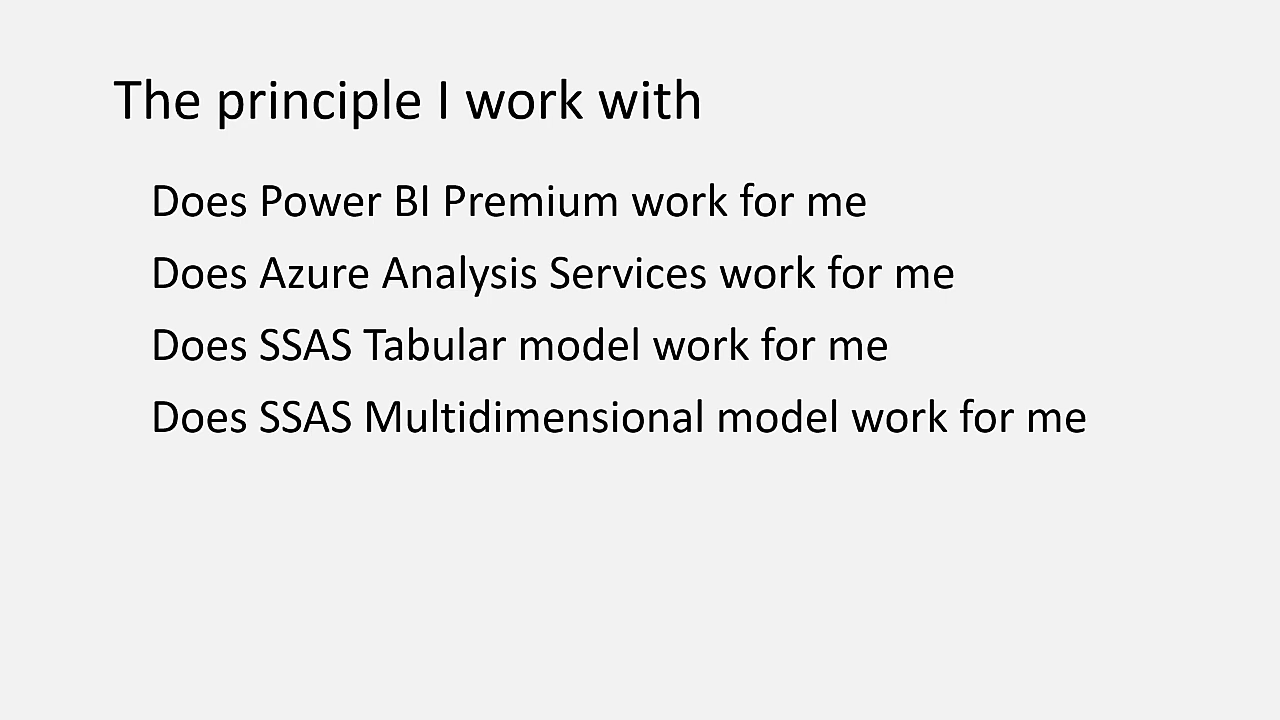 The principle I work with
Does Power BI Premium work for me
Does Azure Analysis Services work for me
Does SSAS Tabular model work for me
Does SSAS Multidimensional model work for me